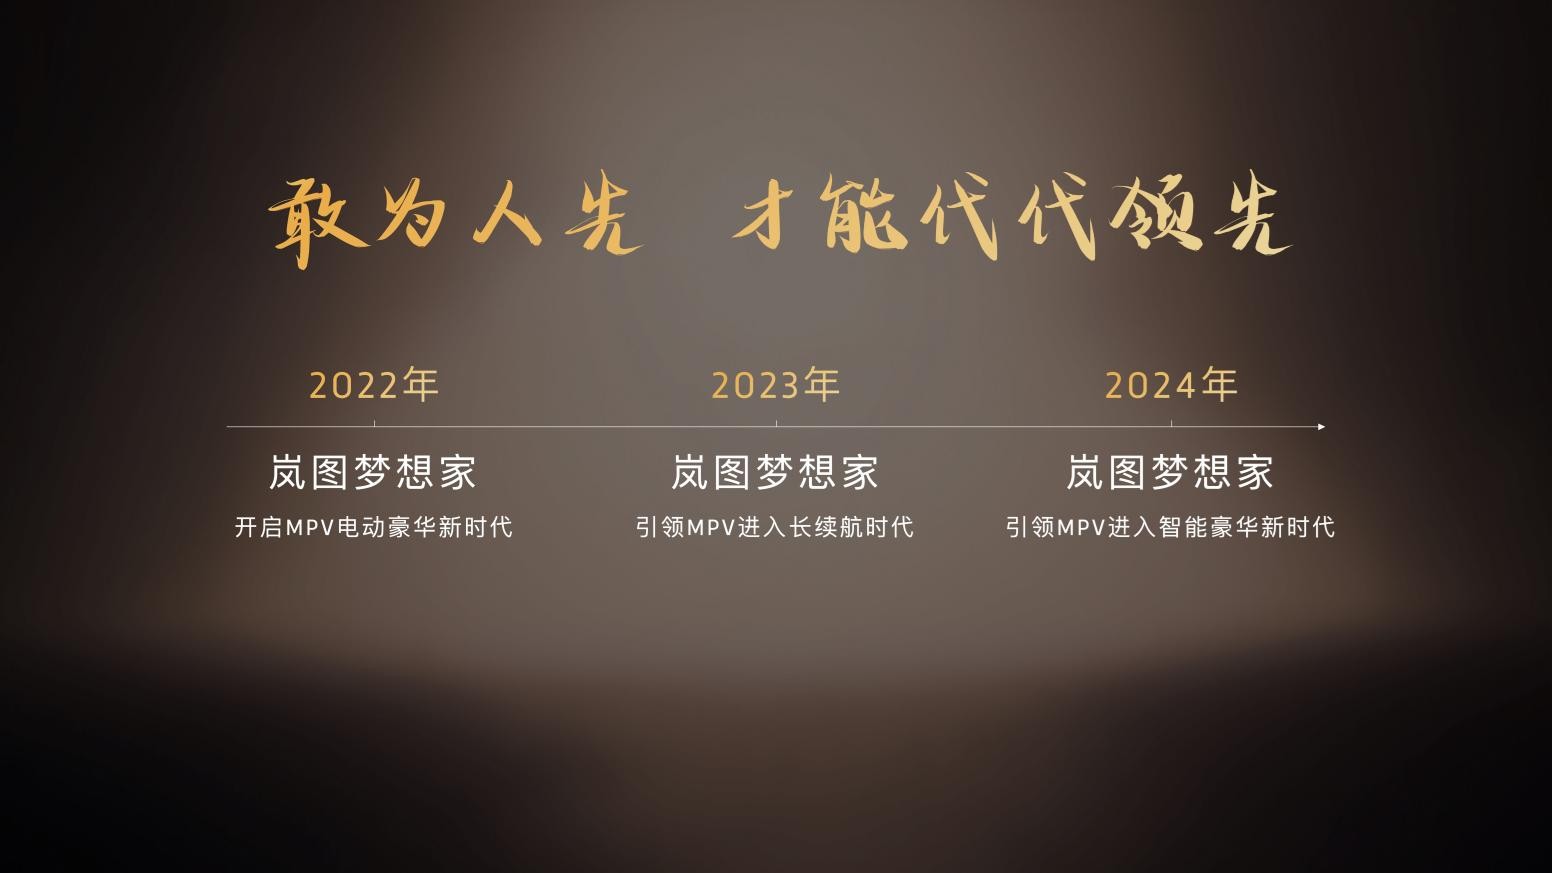 敢为人先 才能代代领先
2022年
2023年
2024年
岚图梦想家
岚图梦想家
岚图梦想家
开启MPV电动豪华新时代
引领MPV进入长续航时代
引领MPV进入智能豪华新时代